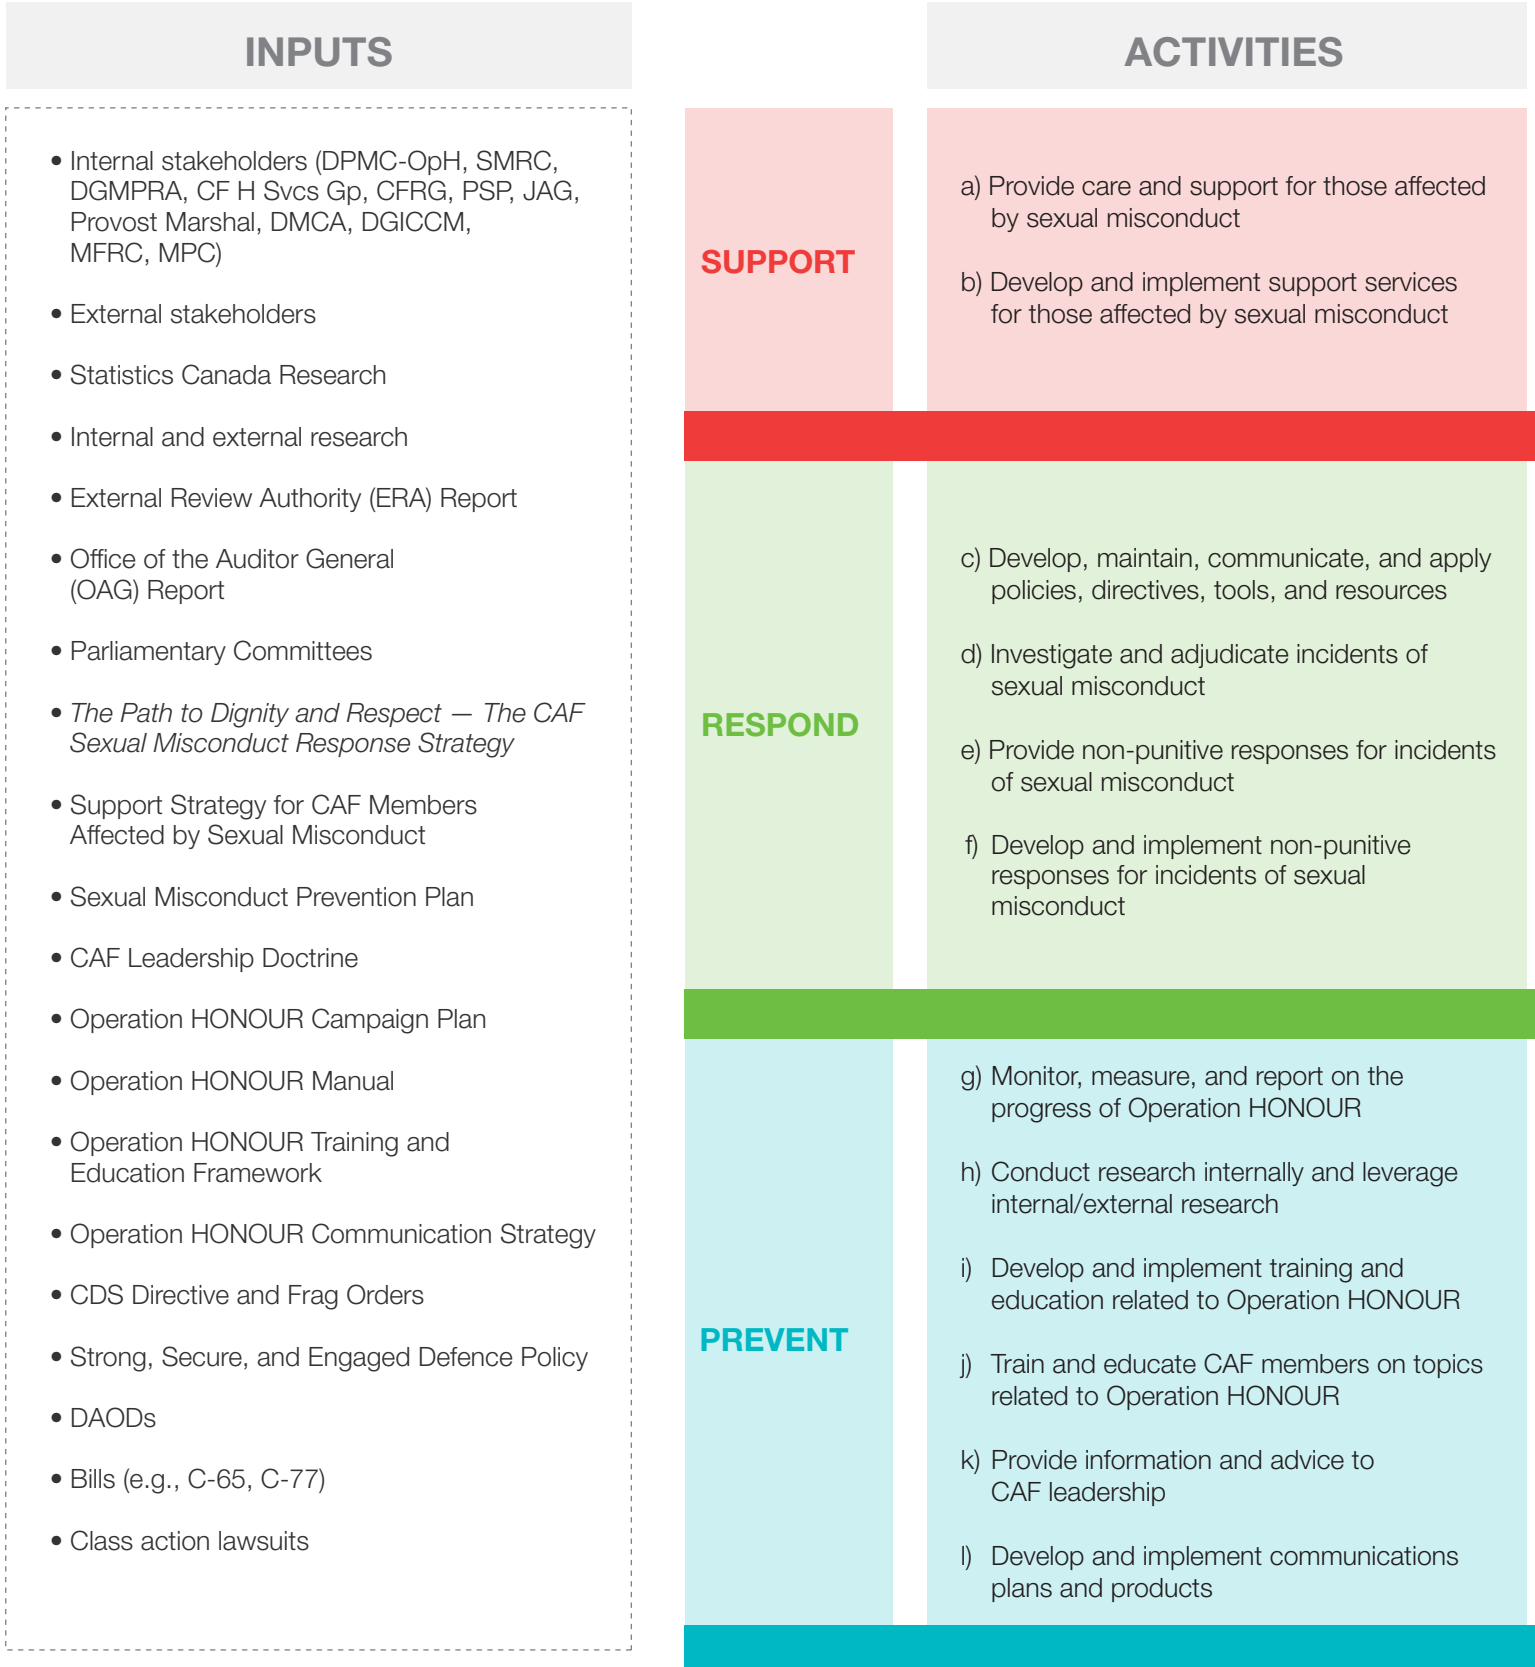 INPUTS
• Internal stakeholders (DPMC-OpH, SMRC,
DGMPRA, CF H Svcs Gp, CFRG, PSP, JAG,
Provost Marshal, DMCA, DGICCM,
MFRC, MPC)
• External stakeholders
• Statistics Canada Research
• Internal and external research
• External Review Authority (ERA) Report
• Office of the Auditor General
(OAG) Report
• Parliamentary Committees
• The Path to Dignity and Respect — The CAF
Sexual Misconduct Response Strategy
• Support Strategy for CAF Members
Affected by Sexual Misconduct
• Sexual Misconduct Prevention Plan
• CAF Leadership Doctrine
• Operation HONOUR Campaign Plan
• Operation HONOUR Manual
• Operation HONOUR Training and
Education Framework
• Operation HONOUR Communication Strategy
• CDS Directive and Frag Orders
• Strong, Secure, and Engaged Defence Policy
• DAODs
• Bills (e.g., C-65, C-77)
• Class action lawsuits
ACTIVITIES
SUPPORT
a) Provide care and support for those affected
by sexual misconduct
b) Develop and implement support services
for those affected by sexual misconduct
RESPOND
c) Develop, maintain, communicate, and apply
policies, directives, tools, and resources
d) Investigate and adjudicate incidents of
sexual misconduct
e) Provide non-punitive responses for incidents
of sexual misconduct
f) Develop and implement non-punitive
responses for incidents of sexual
misconduct
PREVENT
g) Monitor, measure, and report on the
progress of Operation HONOUR
h) Conduct research internally and leverage
internal/external research
i) Develop and implement training and
education related to Operation HONOUR
j) Train and educate CAF members on topics
related to Operation HONOUR
k) Provide information and advice to
CAF leadership
l) Develop and implement communications
plans and products